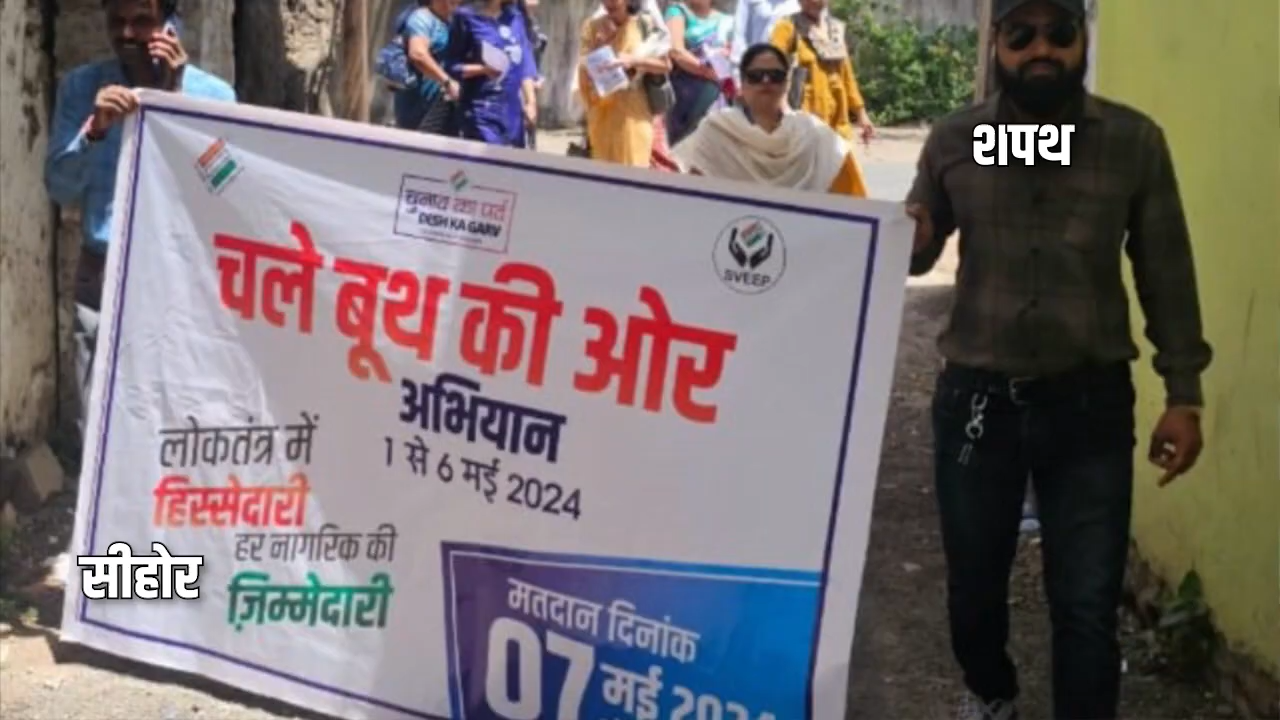 शपथ
चुनाव का पर्व
DESH KA GARV
SVEEP
चले बूथ की ओर
अभियान
1 से 6 मई 2024
लोकतंत्र में
हिस्सेदारी
हर नागरिक की
ज़िम्मेदारी
सीहोर
मतदान दिनांक
07 मई 2024